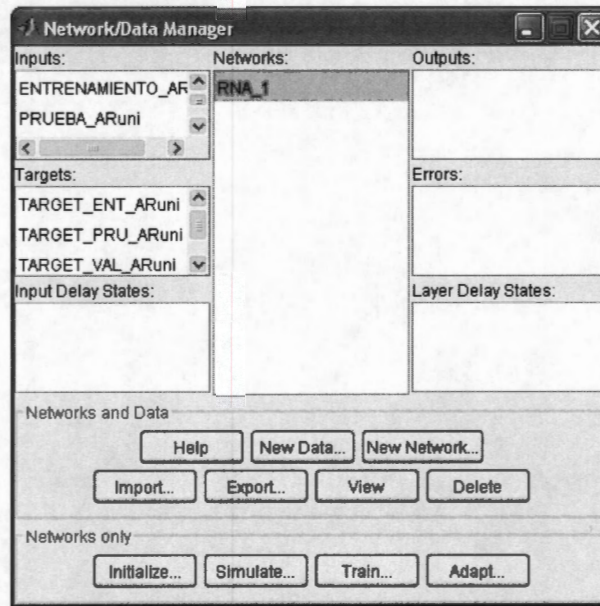 Network/Data Manager
Inputs:
ENTRENAMIENTO_AR
PRUEBA_ARuni
Networks:
RNA_1
Outputs:
Targets:
TARGET_ENT_ARuni
TARGET_PRU_ARuni
TARGET_VAL_ARuni
Errors:
Input Delay States:
Layer Delay States:
Networks and Data
Help
New Data...
New Network...
Import...
Export...
View
Delete
Networks only
Initialize...
Simulate...
Train...
Adapt...